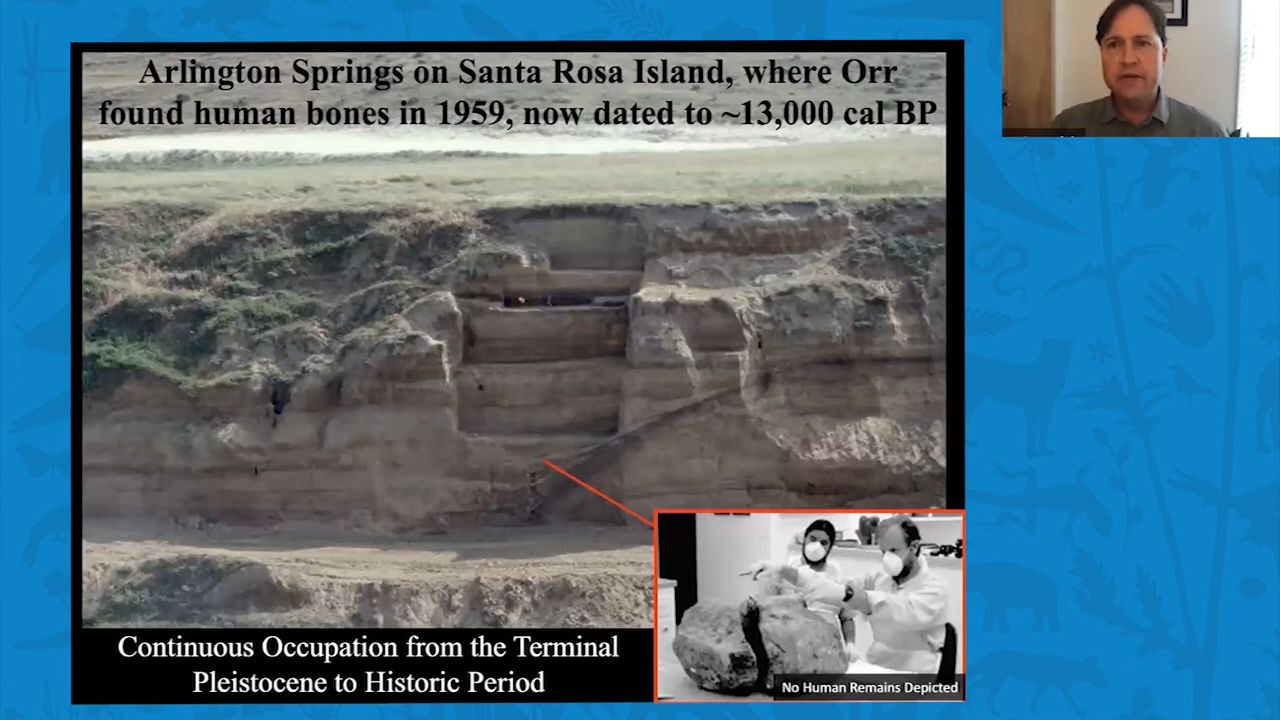 Arlington Springs on Santa Rosa Island, where Orr
found human bones in 1959, now dated to ~13,000 cal BP
Continuous Occupation from the Terminal
Pleistocene to Historic Period
No Human Remains Depicted